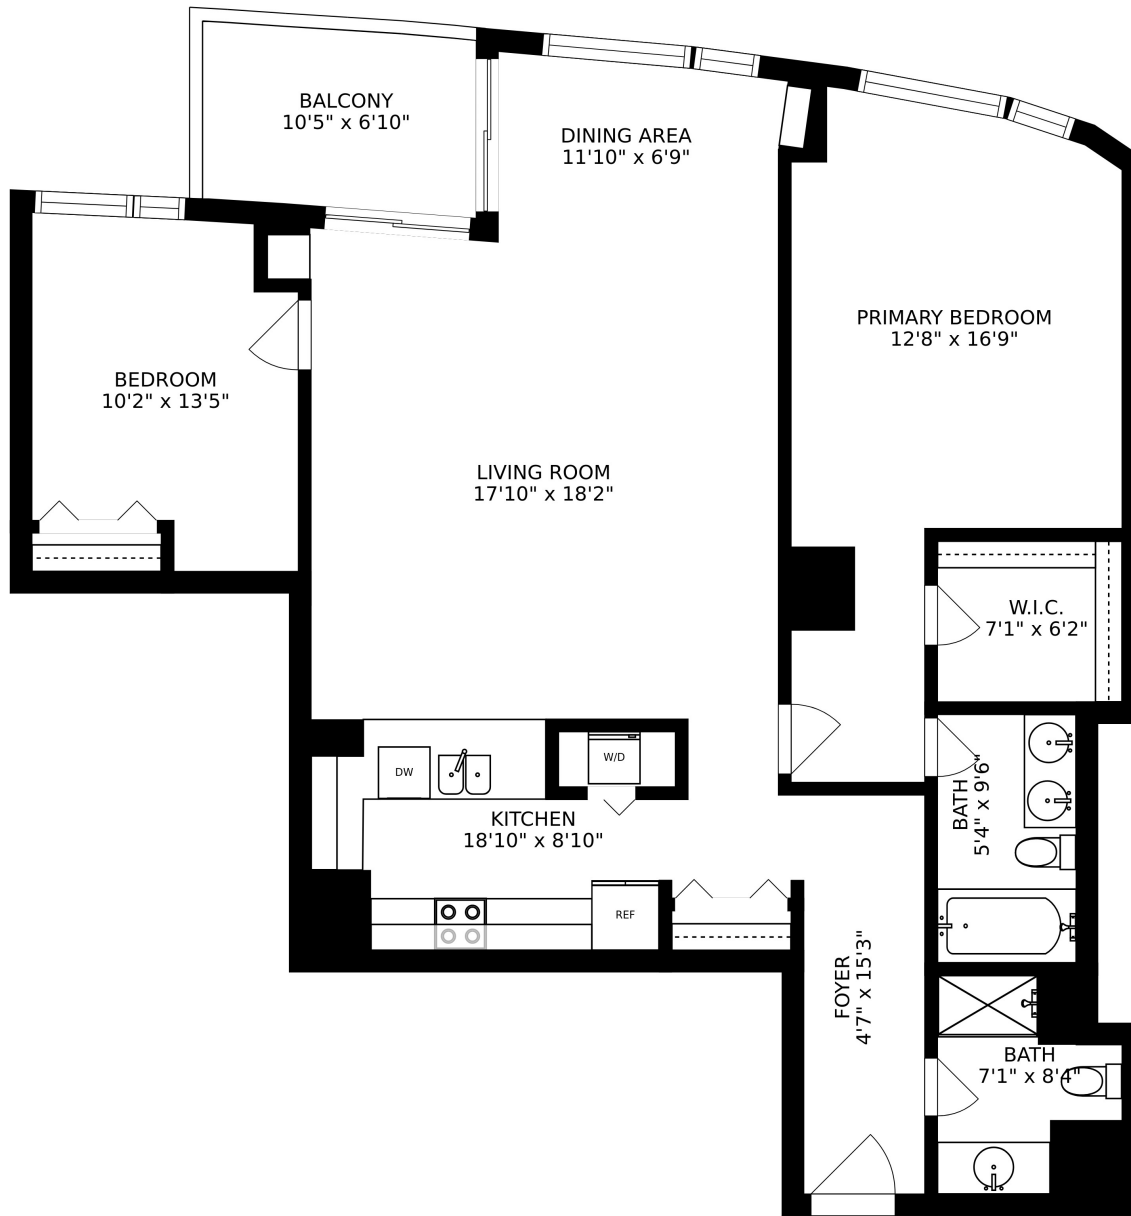 BALCONY
10'5" x 6'10"
DINING AREA
11'10" x 6'9"
PRIMARY BEDROOM
12'8" x 16'9"
BEDROOM
10'2" x 13'5"
LIVING ROOM
17'10" x 18'2"
W.I.C.
7'1" x 6'2"
DW
W/D
KITCHEN
18'10" x 8'10"
BATH
5'4" x 9'6"
REF
FOYER
4'7" x 15'3"
BATH
7'1" x 8'4"